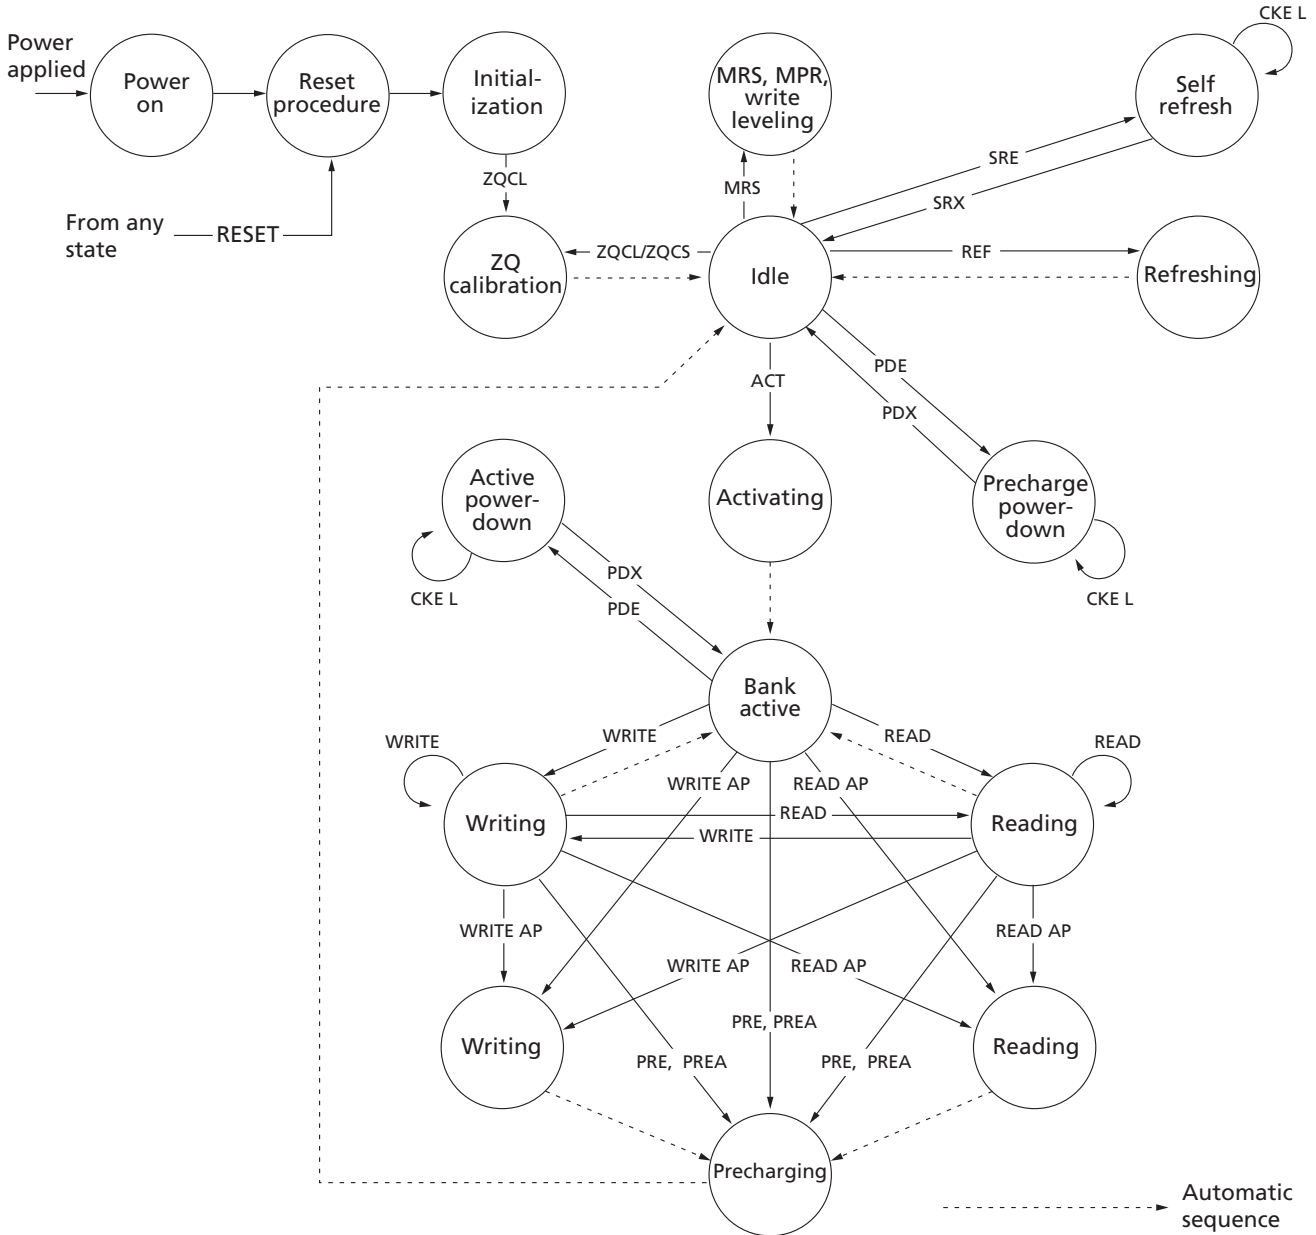 CKE L
Power
applied
Power
on
Reset
procedure
Initial-
ization
MRS, MPR,
write
leveling
Self
refresh
ZQCL
MRS
SRE
SRX
From any
state
RESET
ZQ
calibration
ZQCL/ZQCS
Idle
REF
Refreshing
ACT
PDE
PDX
Active
power-
down
Activating
Precharge
power-
down
CKE L
PDX
PDE
CKE L
Bank
active
WRITE
WRITE
READ
READ
WRITE AP
READ AP
Writing
READ
WRITE
Reading
WRITE AP
READ AP
WRITE AP
READ AP
Writing
PRE, PREA
Reading
PRE, PREA
PRE, PREA
Precharging
Automatic
sequence